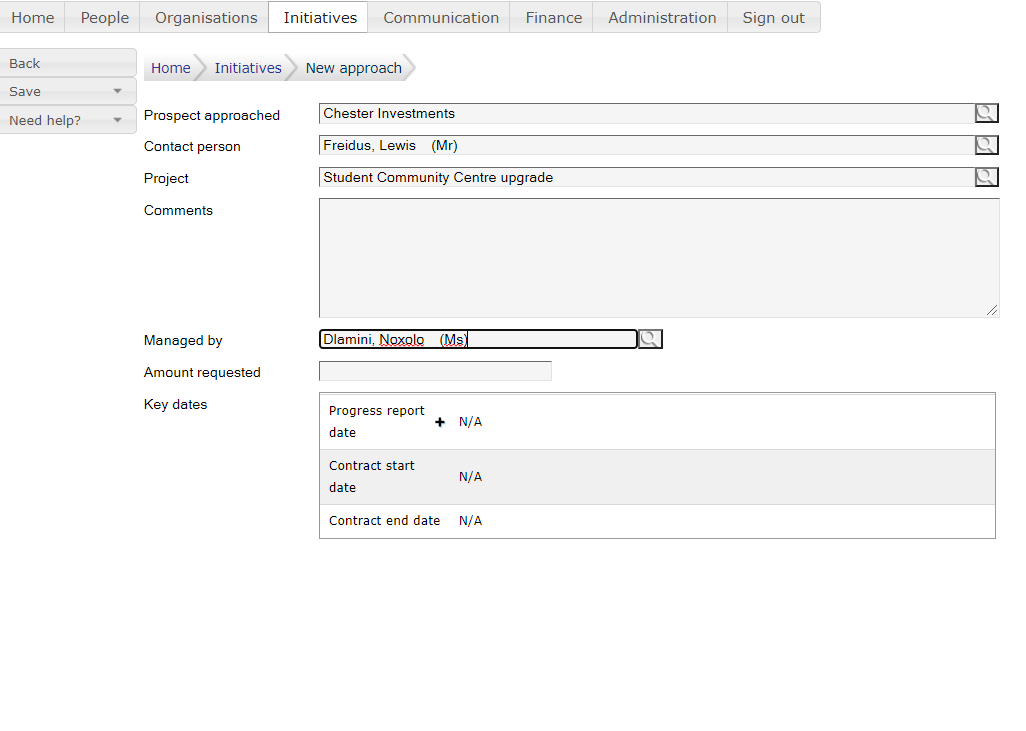 Home People Organisations Initiatives Communication Finance Administration Sign out
Back
Save
Need help?
Home Initiatives New approach
Prospect approached Chester Investments
Contact person Freidus, Lewis (Mr)
Project Student Community Centre upgrade
Comments
Managed by Dlamini, Noxolo (Ms)
Amount requested
Key dates
Progress report
date
+ N/A
Contract start
date
N/A
Contract end date N/A